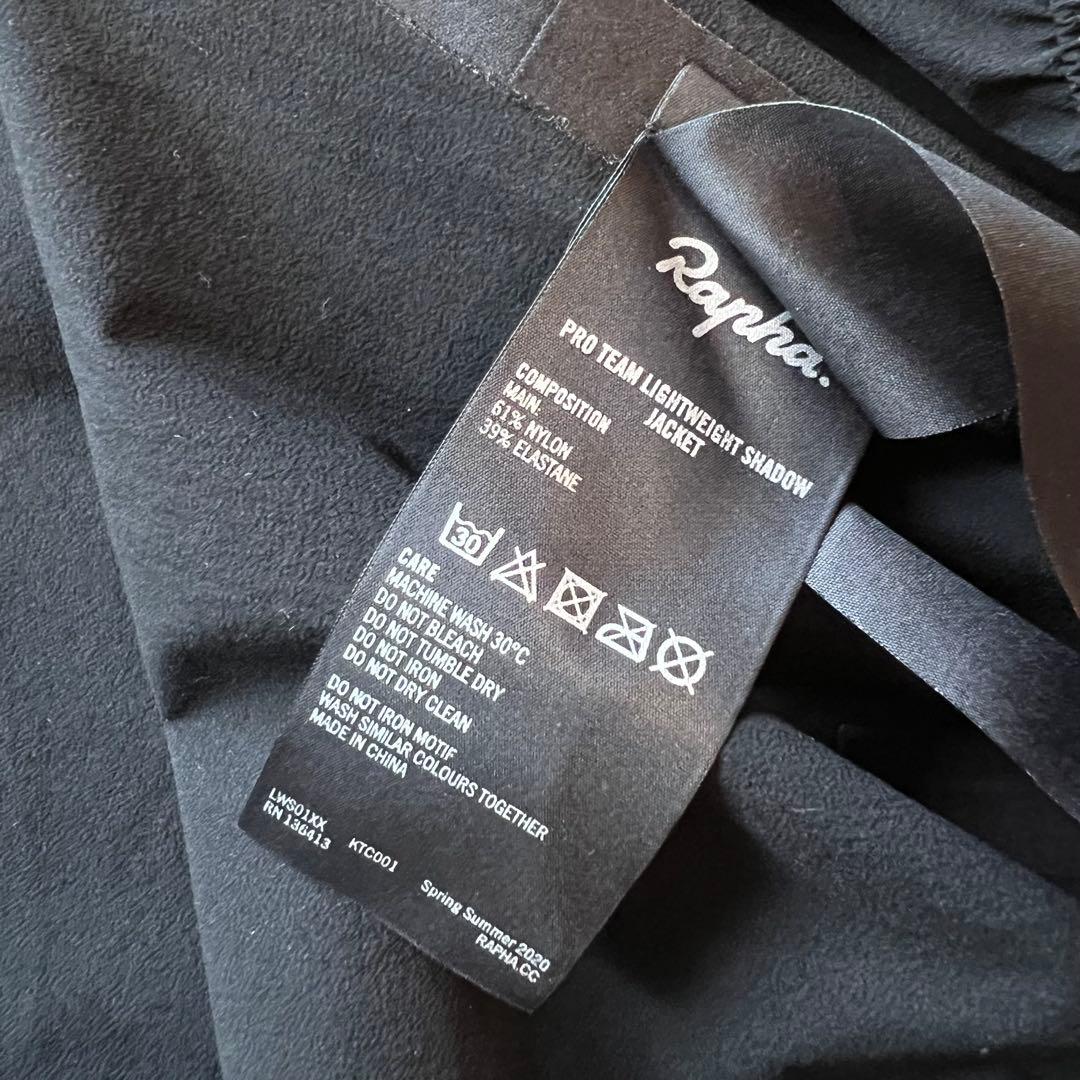 Rapha.
PRO TEAM LIGHTWEIGHT SHADOW
JACKET
COMPOSITION
MAIN:
61% NYLON
39% ELASTANE
30
CARE
MACHINE WASH 30°C
DO NOT BLEACH
DO NOT TUMBLE DRY
DO NOT IRON
DO NOT DRY CLEAN
DO NOT IRON MOTIF
WASH SIMILAR COLOURS TOGETHER
MADE IN CHINA
LWS01XX
RN 136413
KTC001
Spring Summer 2020
RAPHA.CC